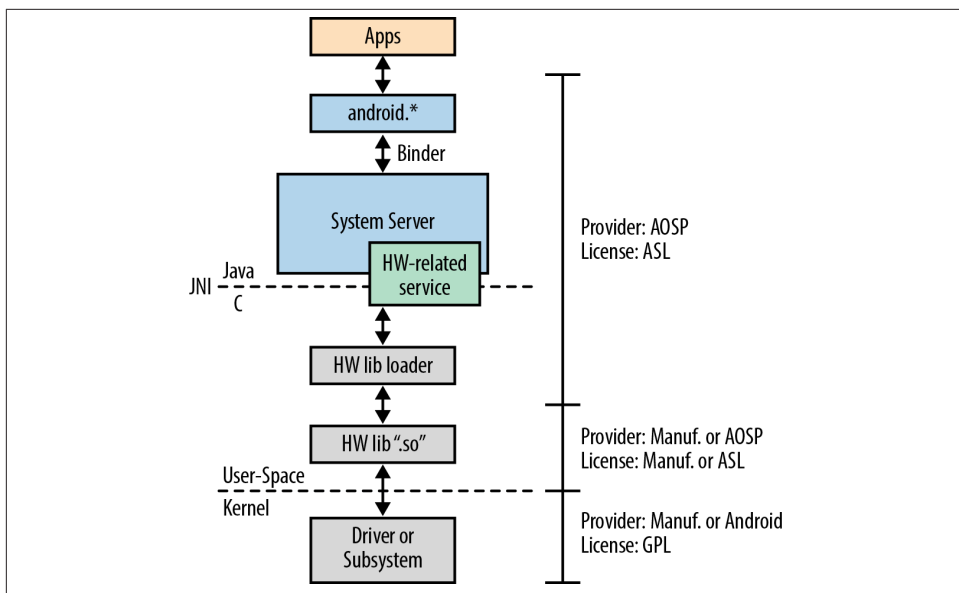 Apps
android.*
Binder
System Server
HW-related
service
JNI
Java
C
HW lib loader
HW lib “.so”
User-Space
Kernel
Driver or
Subsystem
Provider: AOSP
License: ASL
Provider: Manuf. or AOSP
License: Manuf. or ASL
Provider: Manuf. or Android
License: GPL